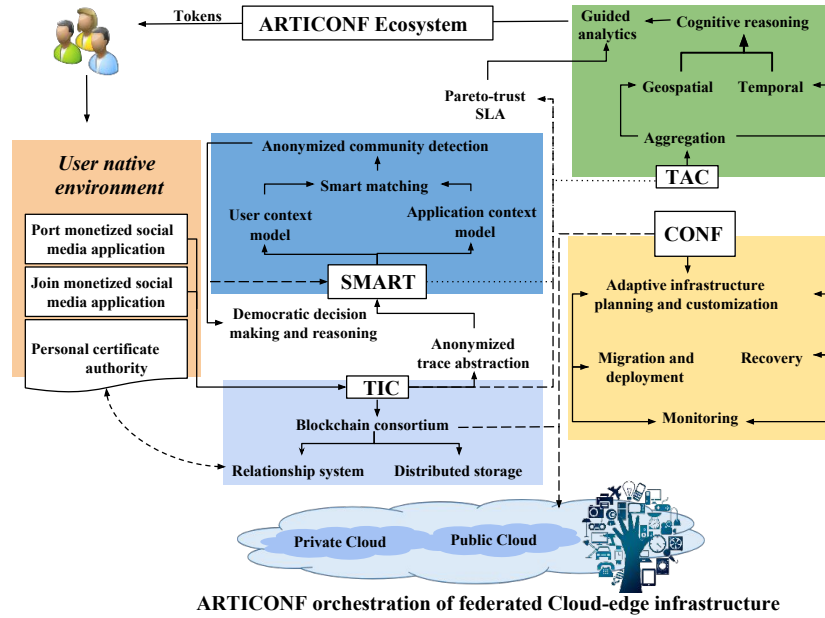 Tokens
ARTICONF Ecosystem
Guided
analytics
Cognitive reasoning
Geospatial
Temporal
Aggregation
TAC
Pareto-trust
SLA
User native
environment
Port monetized social
media application
Join monetized social
media application
Personal certificate
authority
Anonymized community detection
Smart matching
User context
model
Application context
model
SMART
Democratic decision
making and reasoning
Anonymized
trace abstraction
TIC
Blockchain consortium
Relationship system
Distributed storage
CONF
Adaptive infrastructure
planning and customization
Migration and
deployment
Recovery
Monitoring
Private Cloud
Public Cloud
ARTICONF orchestration of federated Cloud-edge infrastructure